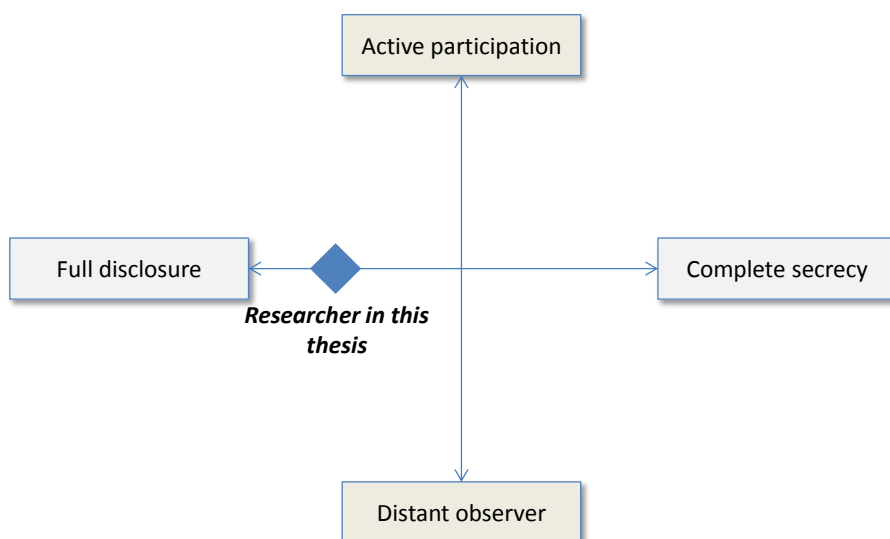 Active participation
Full disclosure
Complete secrecy
Researcher in this
thesis
Distant observer